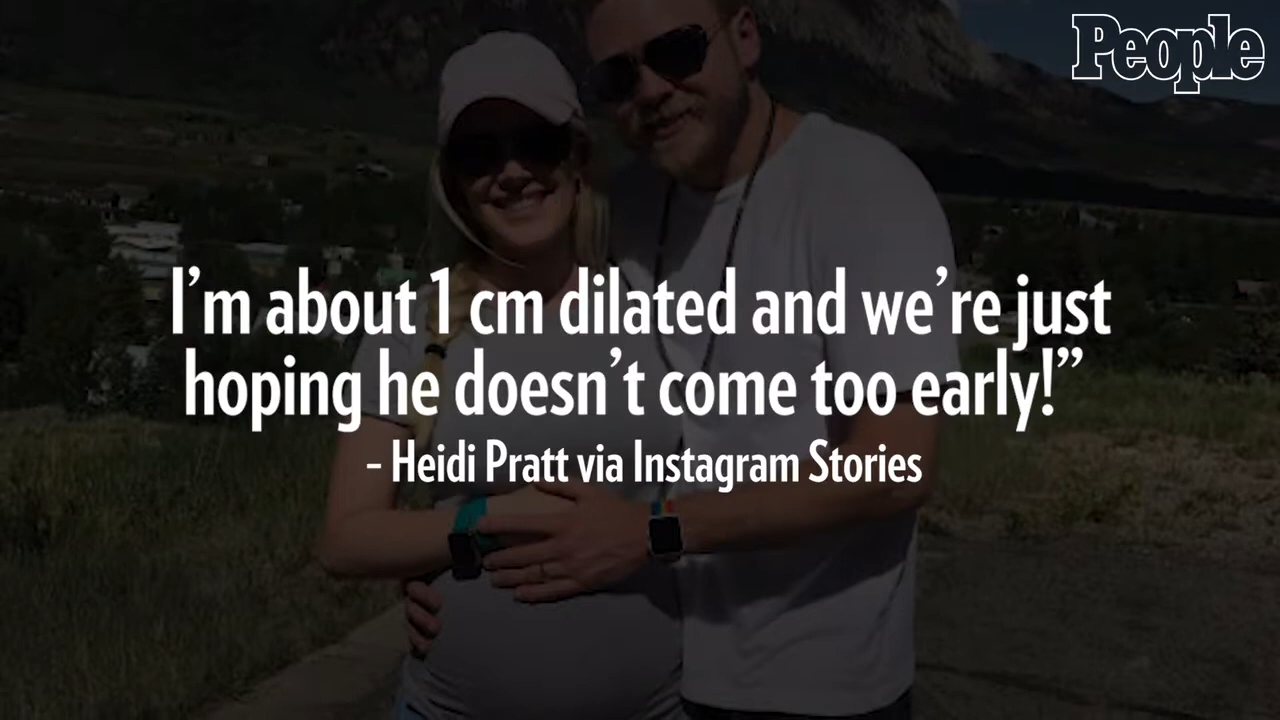 People
I’m about 1 cm dilated and we’re just
hoping he doesn’t come too early!”
– Heidi Pratt via Instagram Stories